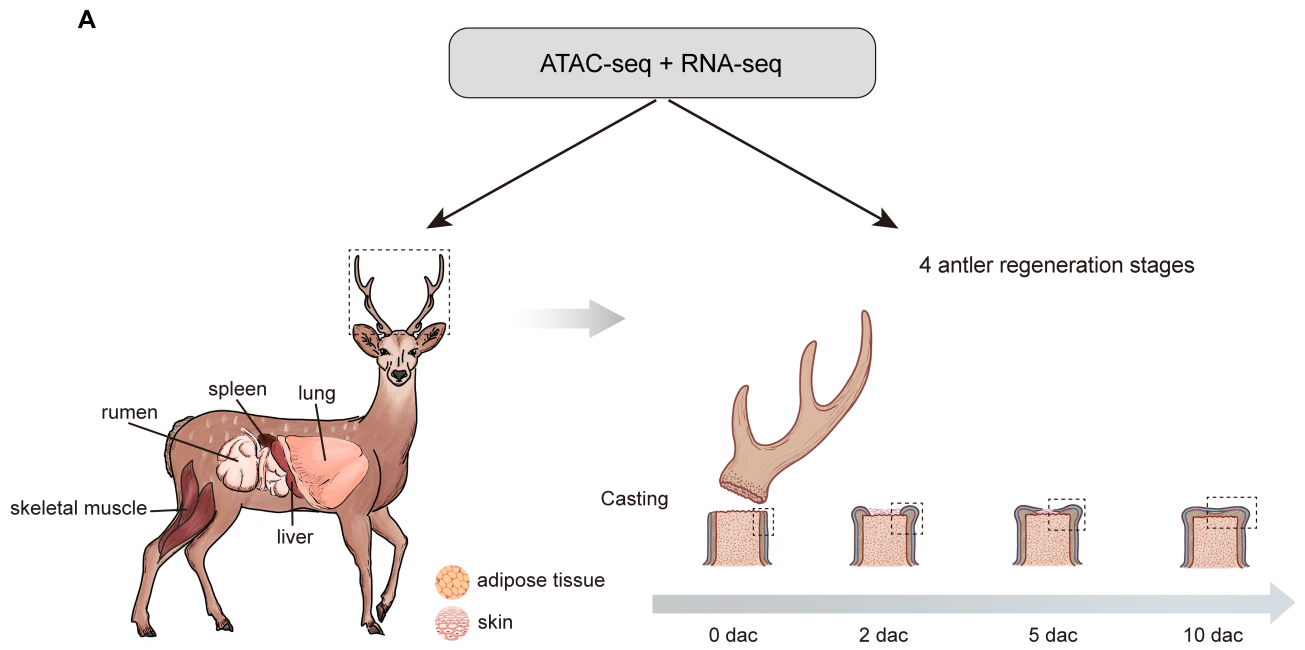 A
ATAC-seq + RNA-seq
4 antler regeneration stages
spleen
lung
rumen
skeletal muscle
liver
adipose tissue
skin
Casting
0 dac
2 dac
5 dac
10 dac